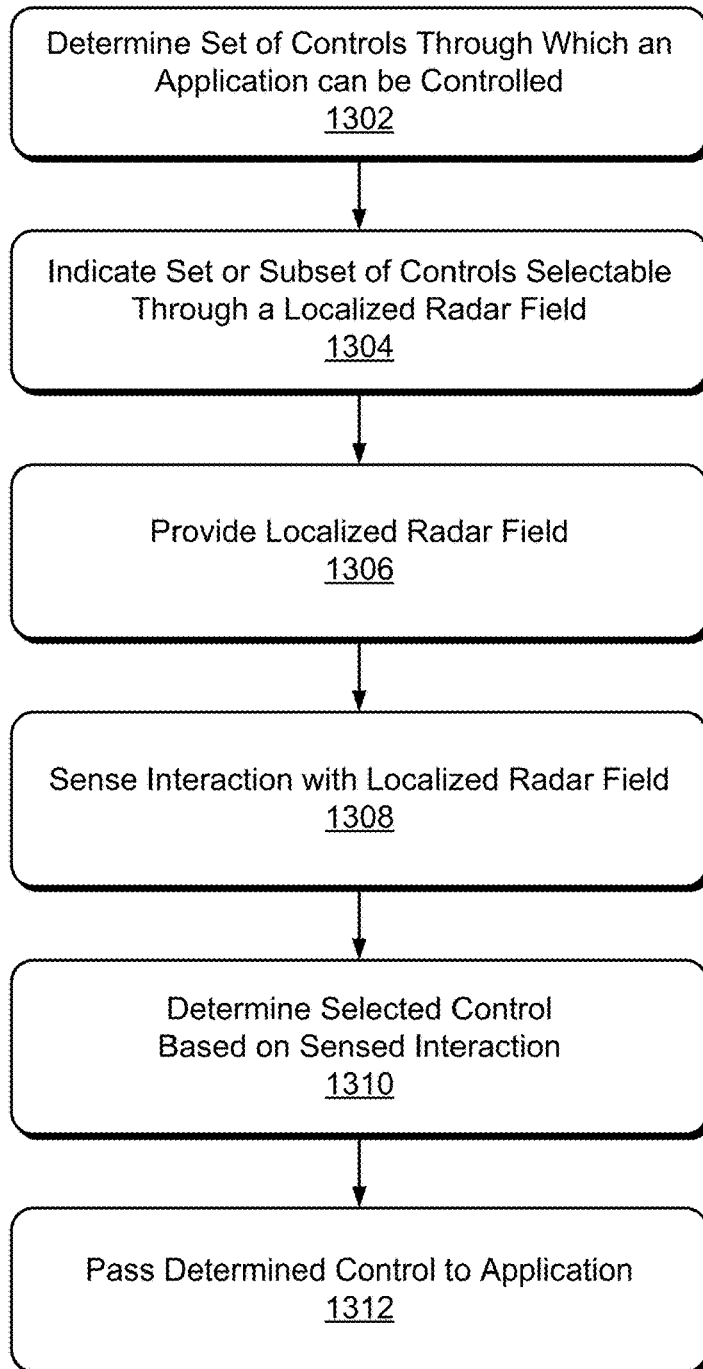 Determine Set of Controls Through Which an
Application can be Controlled
1302
Indicate Set or Subset of Controls Selectable
Through a Localized Radar Field
1304
Provide Localized Radar Field
1306
Sense Interaction with Localized Radar Field
1308
Determine Selected Control
Based on Sensed Interaction
1310
Pass Determined Control to Application
1312